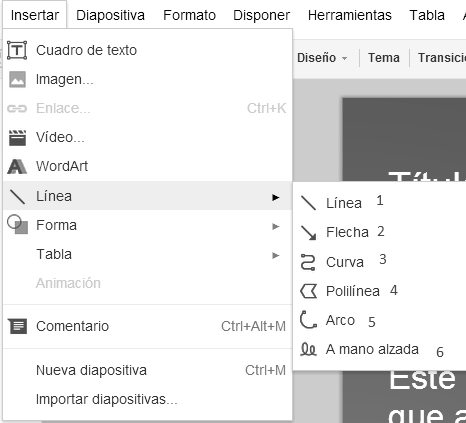 Insertar Diapositiva Formato Disponer Herramientas Tabla
Cuadro de texto
Imagen...
Enlace... Ctrl+K
Vídeo...
WordArt
Línea
Forma
Tabla
Animación
Comentario Ctrl+Alt+M
Nueva diapositiva Ctrl+M
Importar diapositivas...
Diseño Tema Transicio
Línea 1
Flecha 2
Curva 3
Polilínea 4
Arco 5
A mano alzada 6
Títul
Este
que a